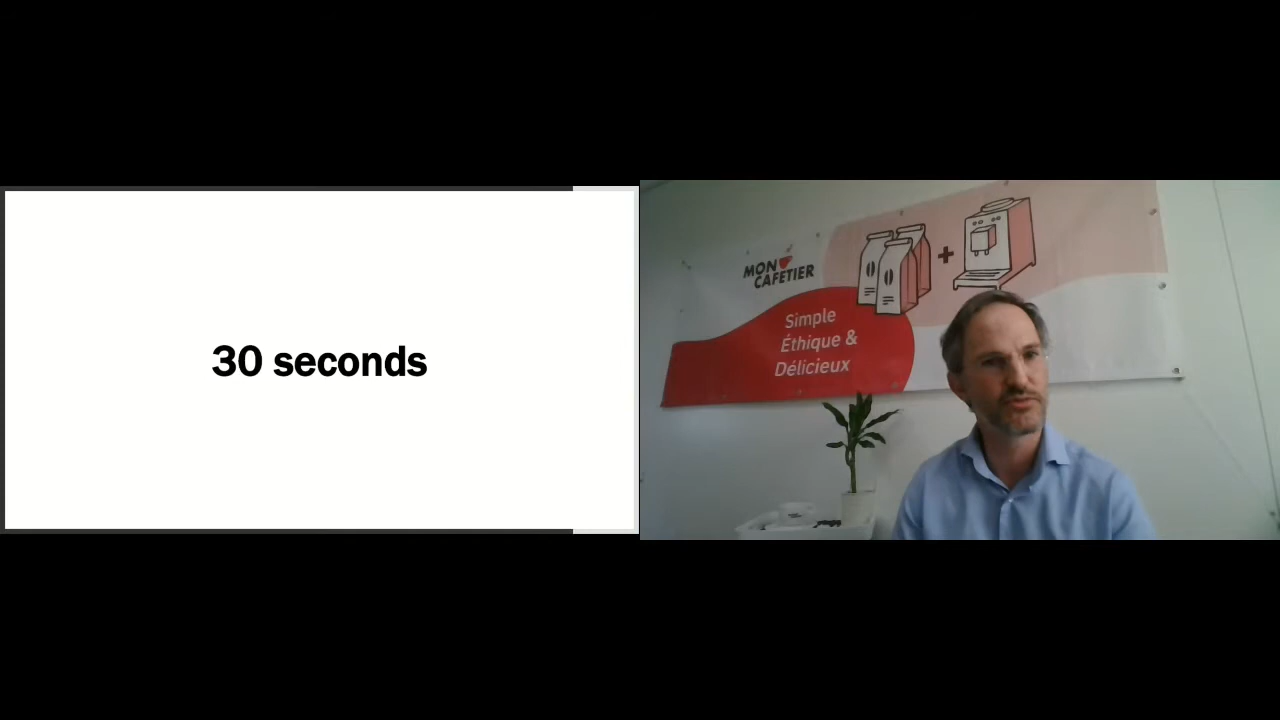 30 seconds
MON
CAFETIER
+
Simple
Éthique &
Délicieux